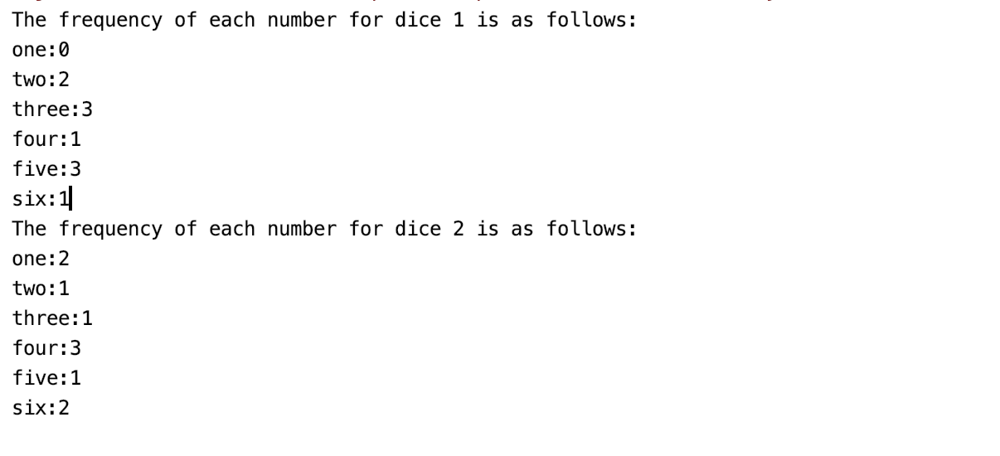 The frequency of each number for dice 1 is as follows:
one:0
two:2
three:3
four:1
five:3
six:1
The frequency of each number for dice 2 is as follows:
one:2
two:1
three:1
four:3
five:1
six:2